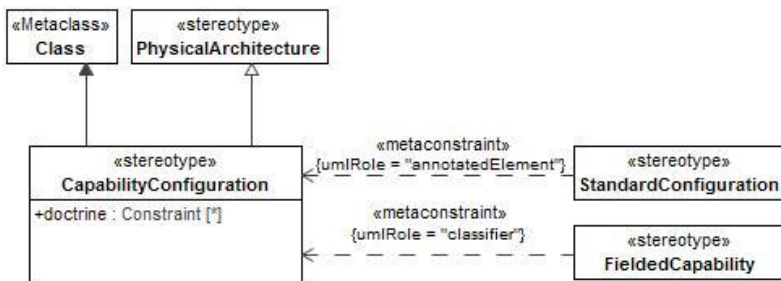 «Metaclass»
Class
«stereotype»
PhysicalArchitecture
«stereotype»
CapabilityConfiguration
+doctrine : Constraint [*]
«metaconstraint»
{umlRole = "annotatedElement"}
«stereotype»
StandardConfiguration
«metaconstraint»
{umlRole = "classifier"}
«stereotype»
FieldedCapability